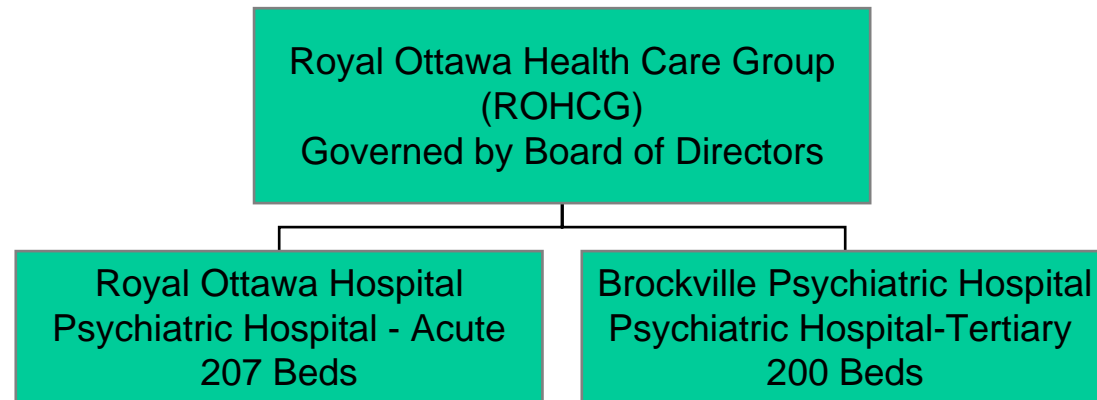 Royal Ottawa Health Care Group
(ROHCG)
Governed by Board of Directors
Royal Ottawa Hospital
Psychiatric Hospital - Acute
207 Beds
Brockville Psychiatric Hospital
Psychiatric Hospital-Tertiary
200 Beds